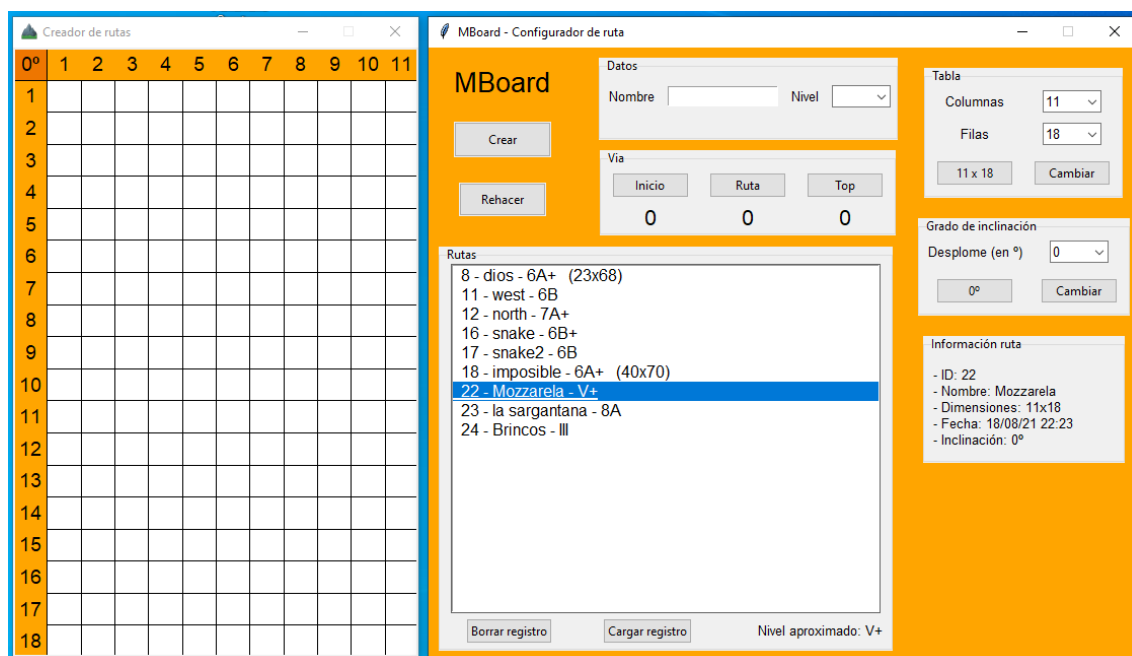 Creador de rutas
0º 1 2 3 4 5 6 7 8 9 10 11
1
2
3
4
5
6
7
8
9
10
11
12
13
14
15
16
17
18
MBoard - Configurador de ruta
MBoard
Crear
Rehacer
Datos
Nombre Nivel
Via
Inicio Ruta Top
0 0 0
Rutas
8 - dios - 6A+ (23x68)
11 - west - 6B
12 - north - 7A+
16 - snake - 6B+
17 - snake2 - 6B
18 - imposible - 6A+ (40x70)
22 - Mozzarela - V+
23 - la sargantana - 8A
24 - Brincos - III
Borrar registro Cargar registro Nivel aproximado: V+
Tabla
Columnas 11
Filas 18
11 x 18 Cambiar
Grado de inclinación
Desplome (en º) 0
0º Cambiar
Información ruta
- ID: 22
- Nombre: Mozzarela
- Dimensiones: 11x18
- Fecha: 18/08/21 22:23
- Inclinación: 0º